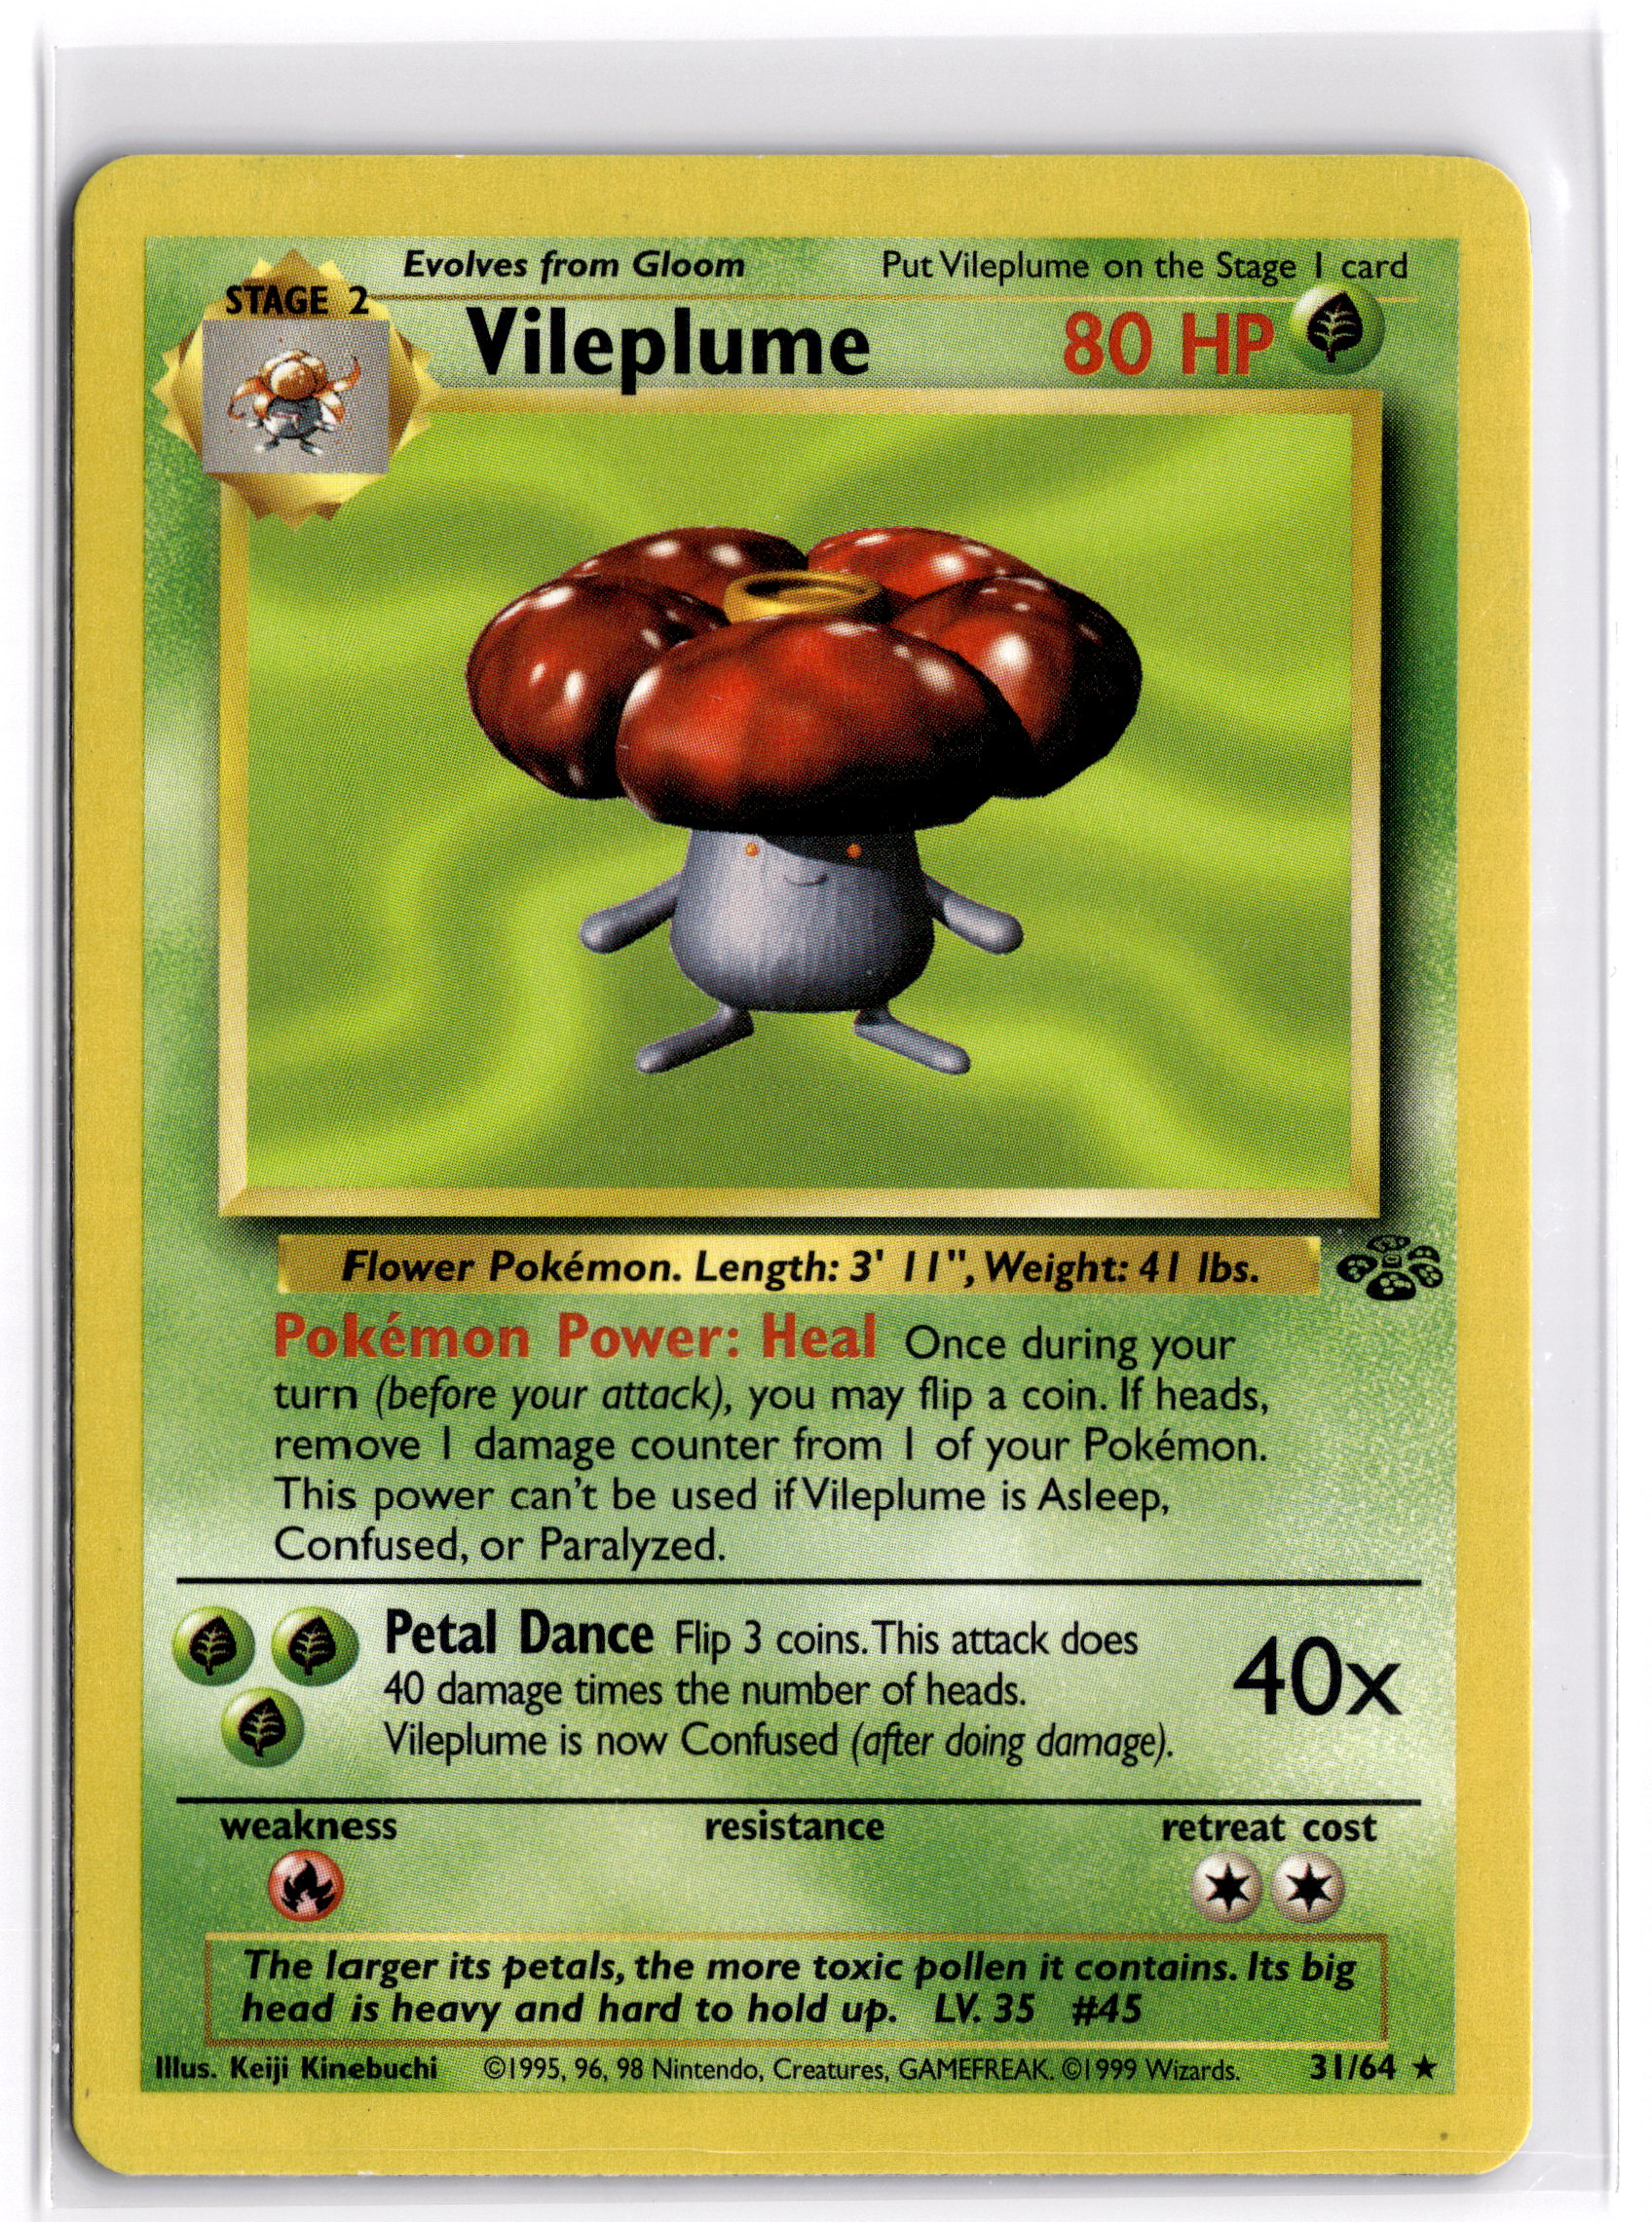 Evolves from Gloom Put Vileplume on the Stage 1 card
STAGE 2
Vileplume 80 HP
Flower Pokémon. Length: 3' 11", Weight: 41 lbs.
Pokémon Power: Heal Once during your
turn (before your attack), you may flip a coin. If heads,
remove 1 damage counter from 1 of your Pokémon.
This power can't be used if Vileplume is Asleep,
Confused, or Paralyzed.
Petal Dance Flip 3 coins. This attack does
40 damage times the number of heads.
Vileplume is now Confused (after doing damage).
40x
weakness resistance retreat cost
The larger its petals, the more toxic pollen it contains. Its big
head is heavy and hard to hold up. LV. 35 #45
Illus. Keiji Kinebuchi ©1995, 96, 98 Nintendo, Creatures, GAMEFREAK. ©1999 Wizards. 31/64 ★